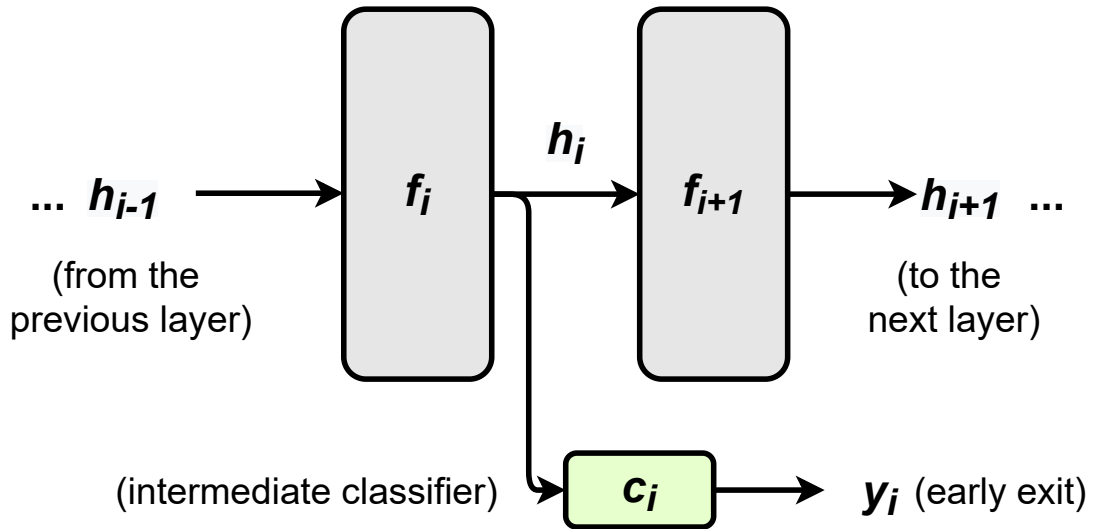 h_i
... h_{i-1} f_i f_{i+1} h_{i+1} ...
(from the
previous layer)
(to the
next layer)
(intermediate classifier) c_i y_i (early exit)